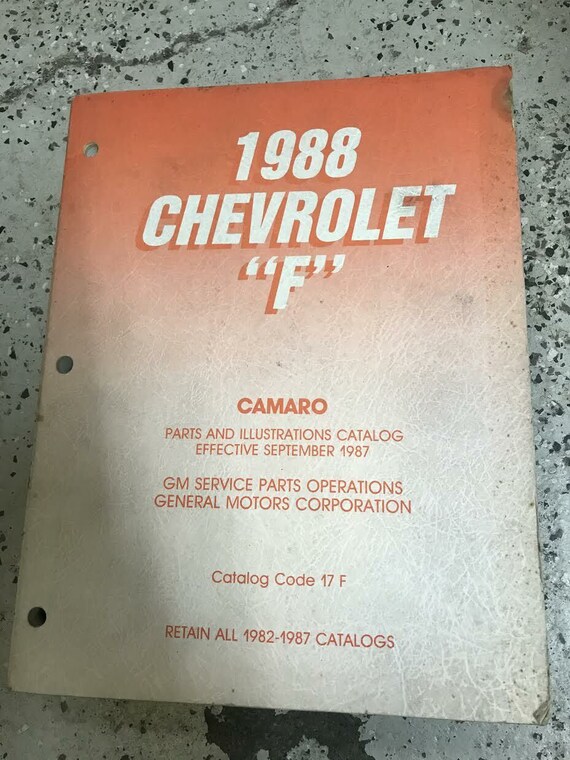 1988
CHEVROLET
“F”
CAMARO
PARTS AND ILLUSTRATIONS CATALOG
EFFECTIVE SEPTEMBER 1987
GM SERVICE PARTS OPERATIONS
GENERAL MOTORS CORPORATION
Catalog Code 17 F
RETAIN ALL 1982-1987 CATALOGS